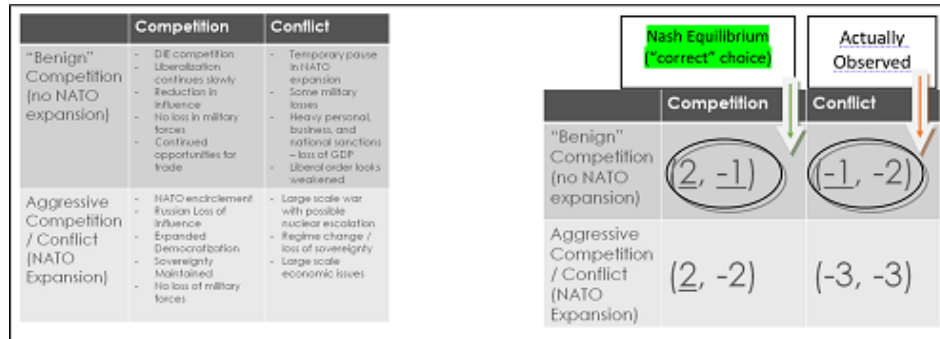 Competition
Conflict
"Benign"
Competition
(no NATO
expansion)
- DIE competition
- Liberalization
continues slowly
- Reduction in
influence
- No loss in military
forces
- Continued
opportunities for
trade
- Temporary pause
in NATO
expansion
- Some military
losses
- Heavy personal,
business, and
national sanctions
– loss of GDP
- Liberal order looks
weakened
Aggressive
Competition
/ Conflict
(NATO
Expansion)
- NATO encirclement
- Russian Loss of
Influence
- Expanded
Democratization
- Sovereignty
Maintained
- No loss of military
forces
- Large scale war
with possible
nuclear escalation
- Regime change /
loss of sovereignty
- Large scale
economic issues
Nash Equilibrium
("correct" choice)
Actually
Observed
Competition
Conflict
"Benign"
Competition
(no NATO
expansion)
(2, -1)
(-1, -2)
Aggressive
Competition
/ Conflict
(NATO
Expansion)
(2, -2)
(-3, -3)